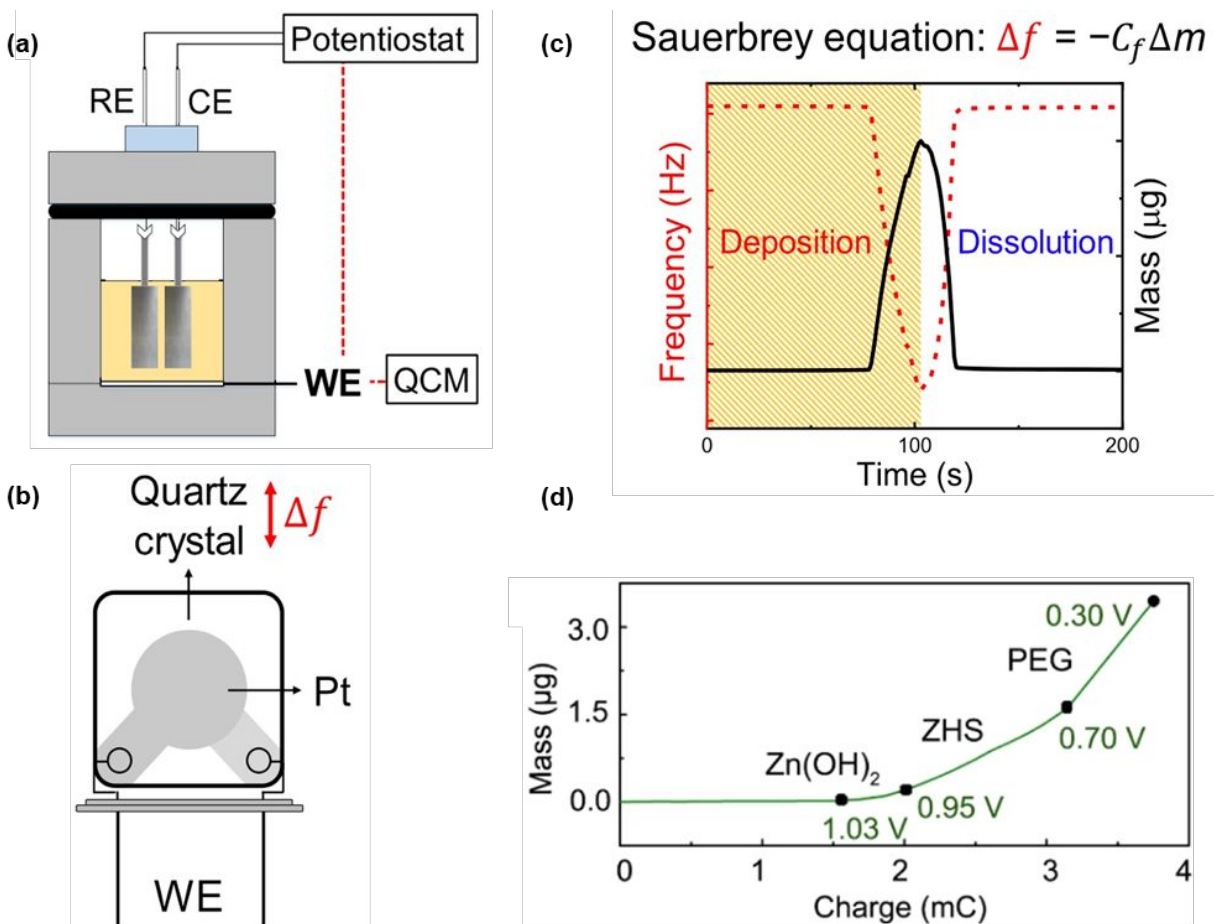 (a)
Potentiostat
RE
CE
WE
QCM
(b)
Quartz
crystal
Δf
Pt
WE
(c)
Sauerbrey equation: Δf = −C_fΔm
Frequency (Hz)
Deposition
Dissolution
Mass (μg)
0
100
200
Time (s)
(d)
Mass (μg)
3.0
1.5
0.0
0.30 V
PEG
ZHS
0.70 V
Zn(OH)₂
0.95 V
1.03 V
0
1
2
3
4
Charge (mC)